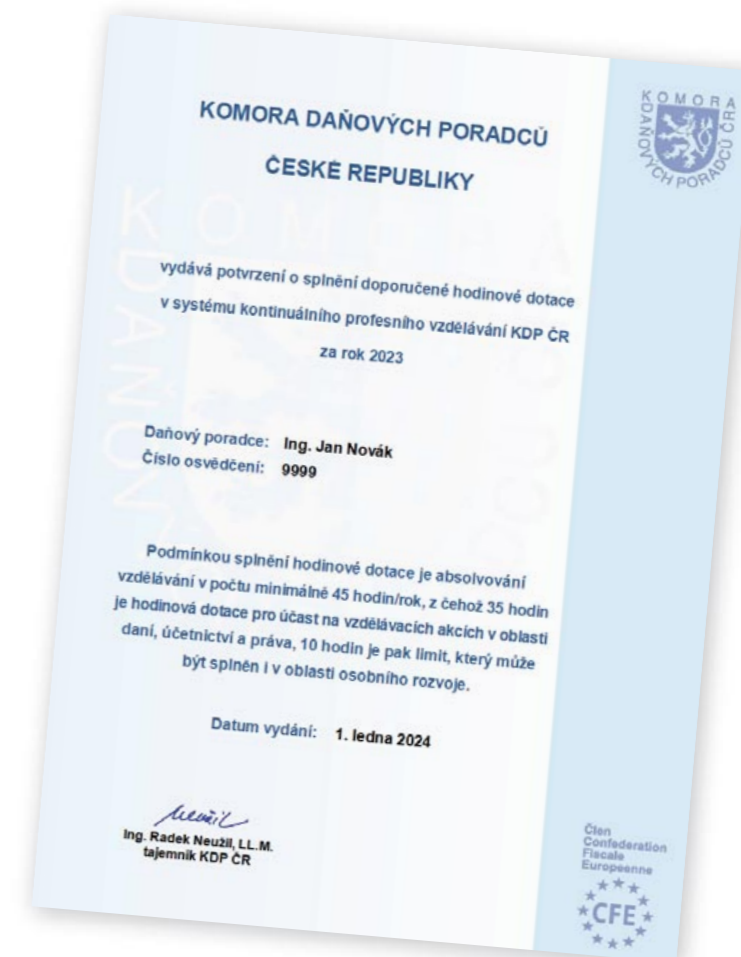 KOMORA DAŇOVÝCH PORADCŮ
ČESKÉ REPUBLIKY
KOMORA
DAŇOVÝCH PORADCŮ ČR
vydává potvrzení o splnění doporučené hodinové dotace
v systému kontinuálního profesního vzdělávání KDP ČR
za rok 2023
Daňový poradce: Ing. Jan Novák
Číslo osvědčení: 9999
Podmínkou splnění hodinové dotace je absolvování
vzdělávání v počtu minimálně 45 hodin/rok, z čehož 35 hodin
je hodinová dotace pro účast na vzdělávacích akcích v oblasti
daní, účetnictví a práva, 10 hodin je pak limit, který může
být splněn i v oblasti osobního rozvoje.
Datum vydání: 1. ledna 2024
Neužil
Ing. Radek Neužil, LL.M.
tajemník KDP ČR
Člen
Confederation
Fiscale
Europeenne
CFE